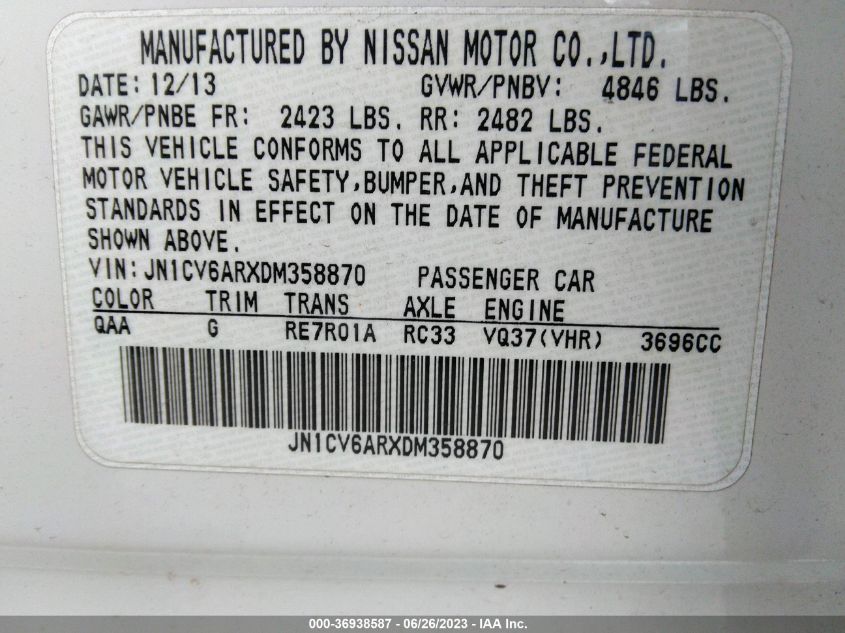 MANUFACTURED BY NISSAN MOTOR CO.,LTD.
DATE: 12/13 GVWR/PNBV: 4846 LBS.
GAWR/PNBE FR: 2423 LBS. RR: 2482 LBS.
THIS VEHICLE CONFORMS TO ALL APPLICABLE FEDERAL
MOTOR VEHICLE SAFETY,BUMPER,AND THEFT PREVENTION
STANDARDS IN EFFECT ON THE DATE OF MANUFACTURE
SHOWN ABOVE.
VIN: JN1CV6ARXDM358870 PASSENGER CAR
COLOR TRIM TRANS AXLE ENGINE
QAA G RE7R01A RC33 VQ37(VHR) 3696CC
JN1CV6ARXDM358870
000-36938587 - 06/26/2023 - IAA Inc.